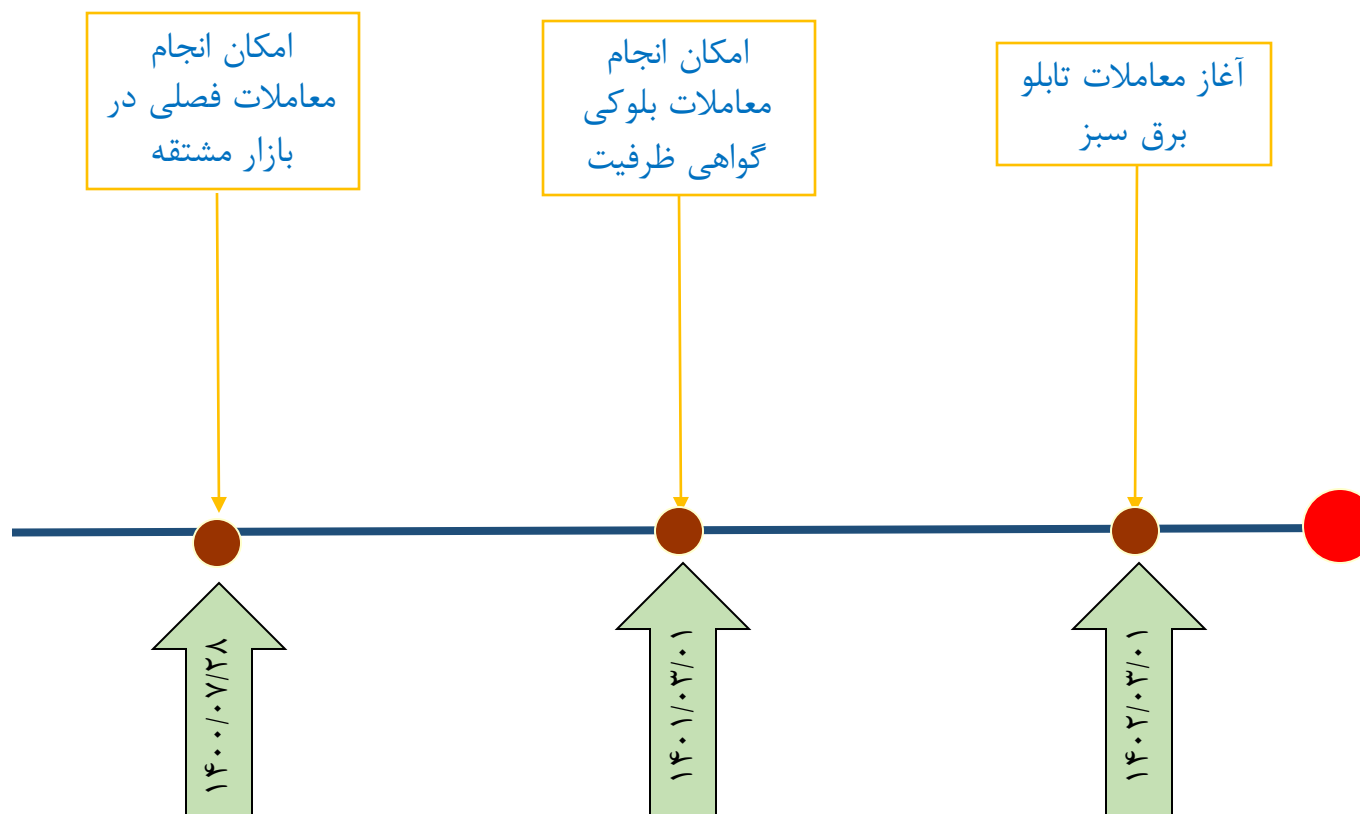 امکان انجام
معاملات فصلی در
بازار مشتقه
امکان انجام
معاملات بلوکی
گواهی ظرفیت
آغاز معاملات تابلو
برق سبز
۱۴۰۰/۰۷/۲۸
۱۴۰۱/۰۳/۰۱
۱۴۰۲/۰۳/۰۱